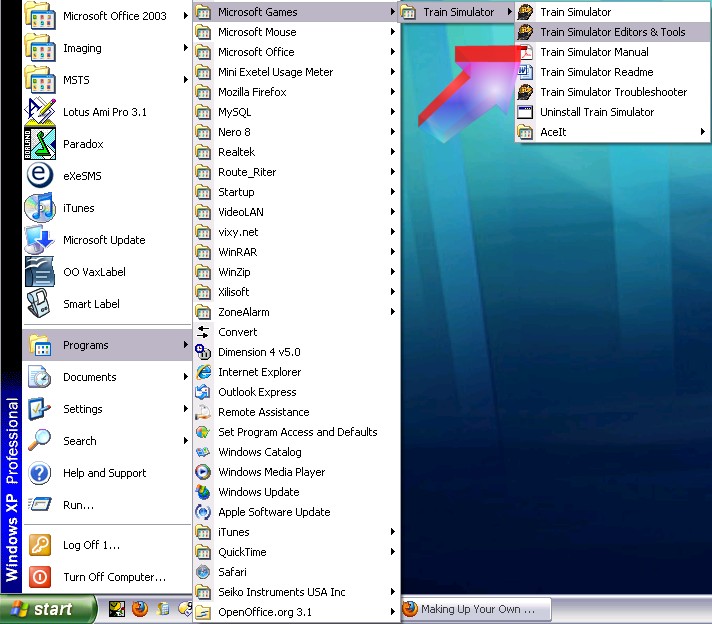 Microsoft Office 2003
Imaging
MSTS
Lotus Ami Pro 3.1
Paradox
eXeSMS
iTunes
Microsoft Update
OO VaxLabel
Smart Label
Programs
Documents
Settings
Search
Help and Support
Run...
Log Off 1...
Turn Off Computer...
Windows XP Professional
BORLAND
Microsoft Games
Microsoft Mouse
Microsoft Office
Mini Exetel Usage Meter
Mozilla Firefox
MySQL
Nero 8
Realtek
Route_Riter
Startup
VideoLAN
vixy.net
WinRAR
WinZip
Xilisoft
ZoneAlarm
Convert
Dimension 4 v5.0
Internet Explorer
Outlook Express
Remote Assistance
Set Program Access and Defaults
Windows Catalog
Windows Media Player
Windows Update
Apple Software Update
iTunes
QuickTime
Safari
Seiko Instruments USA Inc
OpenOffice.org 3.1
Train Simulator
Train Simulator
Train Simulator Editors & Tools
Train Simulator Manual
Train Simulator Readme
Train Simulator Troubleshooter
Uninstall Train Simulator
AceIt
start
Making Up Your Own ...